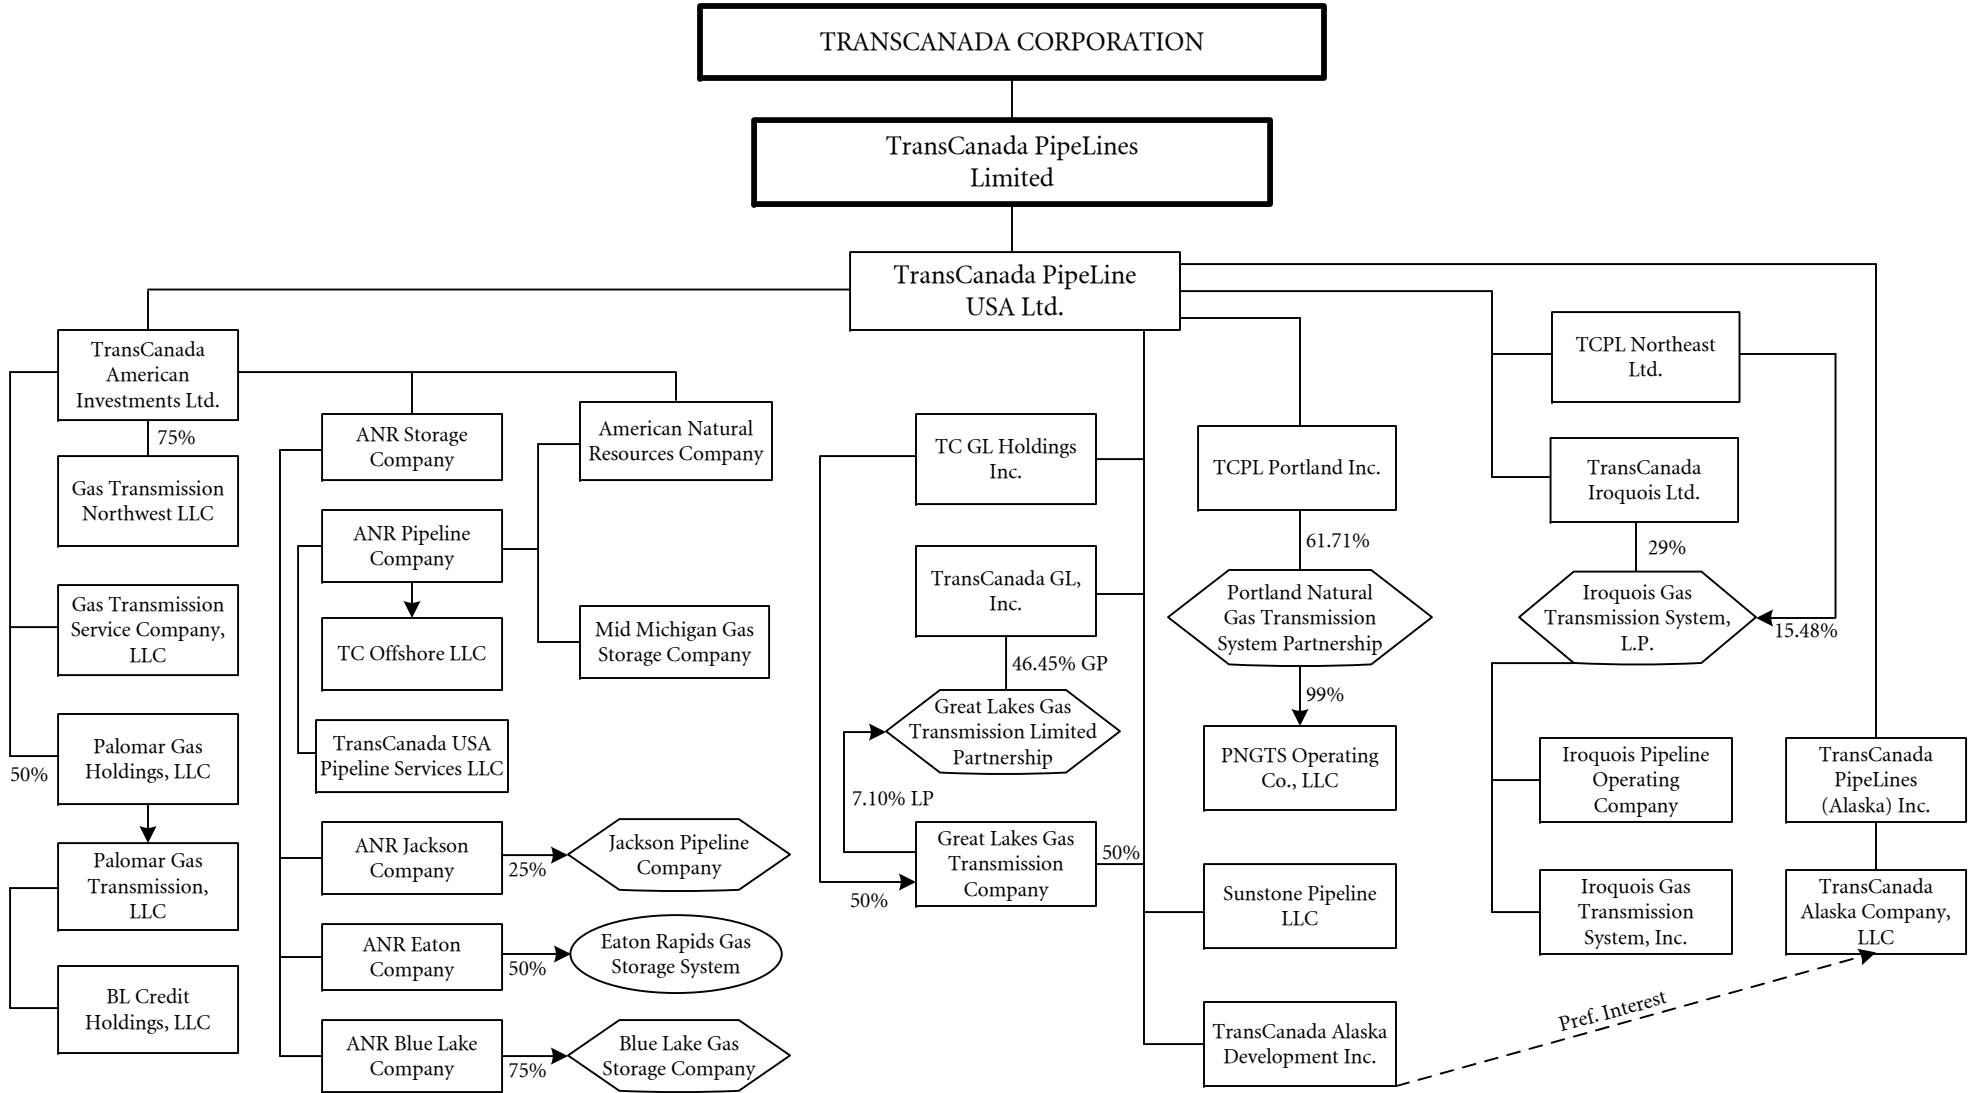 TRANSCANADA CORPORATION
TransCanada PipeLines
Limited
TransCanada PipeLine
USA Ltd.
TransCanada
American
Investments Ltd.
75%
Gas Transmission
Northwest LLC
Gas Transmission
Service Company,
LLC
Palomar Gas
Holdings, LLC
50%
Palomar Gas
Transmission,
LLC
BL Credit
Holdings, LLC
ANR Storage
Company
American Natural
Resources Company
ANR Pipeline
Company
TC Offshore LLC
Mid Michigan Gas
Storage Company
TransCanada USA
Pipeline Services LLC
ANR Jackson
Company
25%
Jackson Pipeline
Company
ANR Eaton
Company
50%
Eaton Rapids Gas
Storage System
ANR Blue Lake
Company
75%
Blue Lake Gas
Storage Company
TC GL Holdings
Inc.
TransCanada GL,
Inc.
46.45% GP
Great Lakes Gas
Transmission Limited
Partnership
7.10% LP
Great Lakes Gas
Transmission
Company
50%
50%
TCPL Portland Inc.
61.71%
Portland Natural
Gas Transmission
System Partnership
99%
PNGTS Operating
Co., LLC
Sunstone Pipeline
LLC
TransCanada Alaska
Development Inc.
Pref. Interest
TCPL Northeast
Ltd.
TransCanada
Iroquois Ltd.
29%
Iroquois Gas
Transmission System,
L.P.
15.48%
Iroquois Pipeline
Operating
Company
Iroquois Gas
Transmission
System, Inc.
TransCanada
PipeLines
(Alaska) Inc.
TransCanada
Alaska Company,
LLC